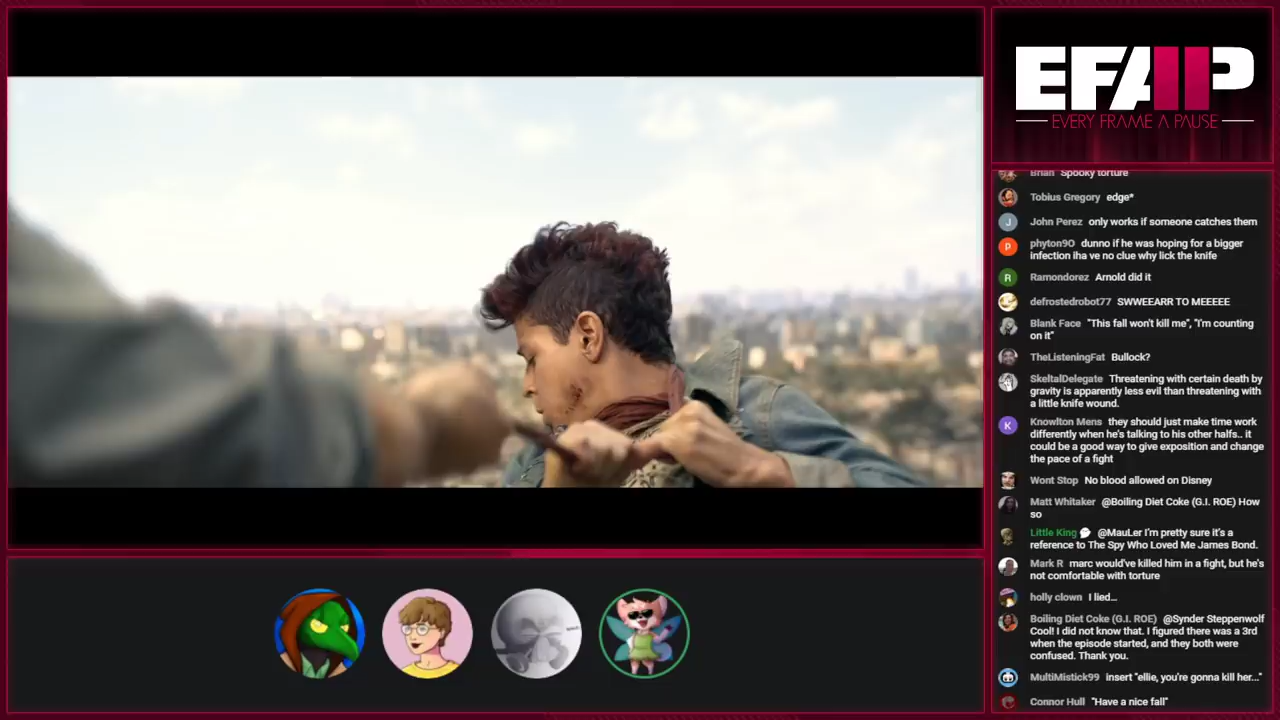 EFAP
EVERY FRAME A PAUSE
Brian Spooky torture
Tobius Gregory edge*
J
John Perez only works if someone catches them
P
phyton90 dunno if he was hoping for a bigger
infection iha ve no clue why lick the knife
R
Ramondorez Arnold did it
defrostedrobot77 SWWEEARR TO MEEEEE
Blank Face "This fall won't kill me", "I'm counting
on it"
TheListeningFat Bullock?
SkeltalDelegate Threatening with certain death by
gravity is apparently less evil than threatening with
a little knife wound.
K
Knowlton Mens they should just make time work
differently when he's talking to his other halfs.. it
could be a good way to give exposition and change
the pace of a fight
Wont Stop No blood allowed on Disney
Matt Whitaker @Boiling Diet Coke (G.I. ROE) How
so
Little King @MauLer I'm pretty sure it's a
reference to The Spy Who Loved Me James Bond.
Mark R marc would've killed him in a fight, but he's
not comfortable with torture
holly clown I lied...
Boiling Diet Coke (G.I. ROE) @Synder Steppenwolf
Cool! I did not know that. I figured there was a 3rd
when the episode started, and they both were
confused. Thank you.
MultiMistick99 insert "ellie, you're gonna kill her..."
Connor Hull "Have a nice fall"